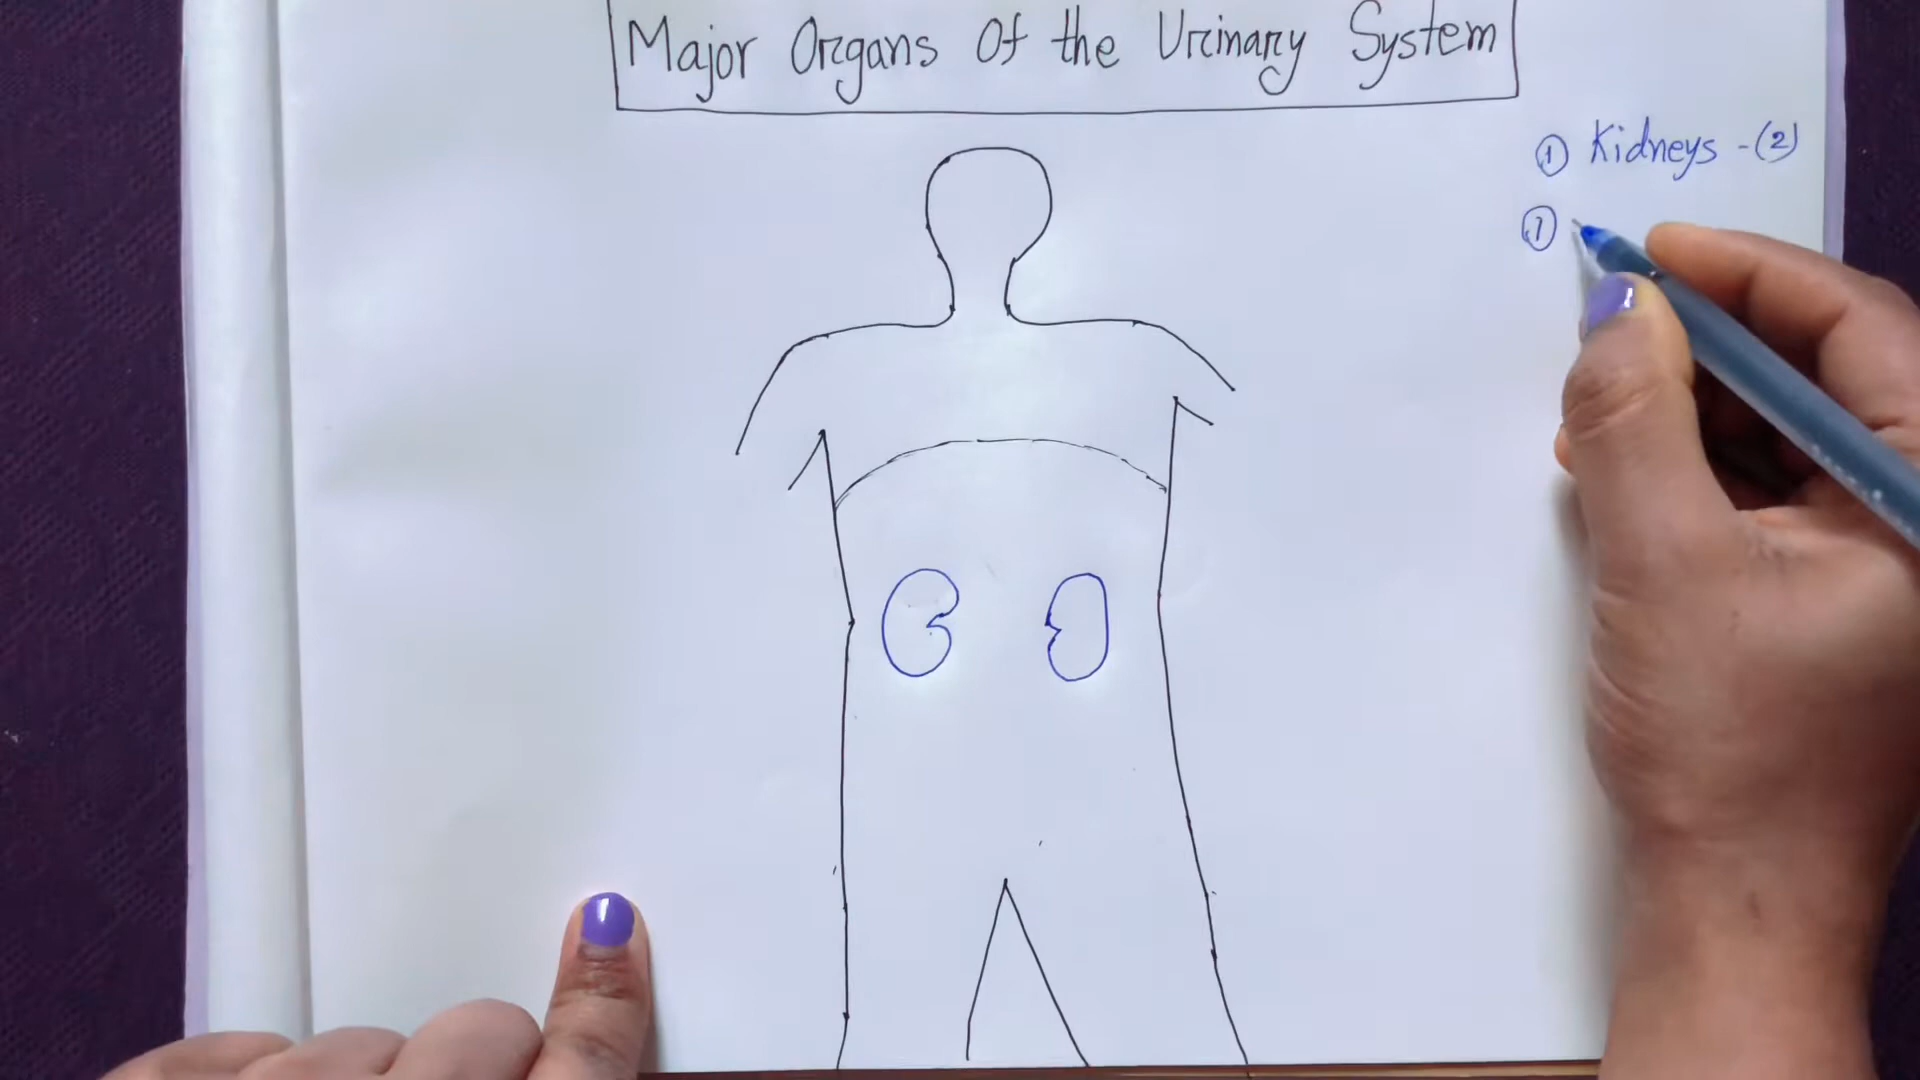 Major Organs Of the Urinary System
① Kidneys - (2)
①